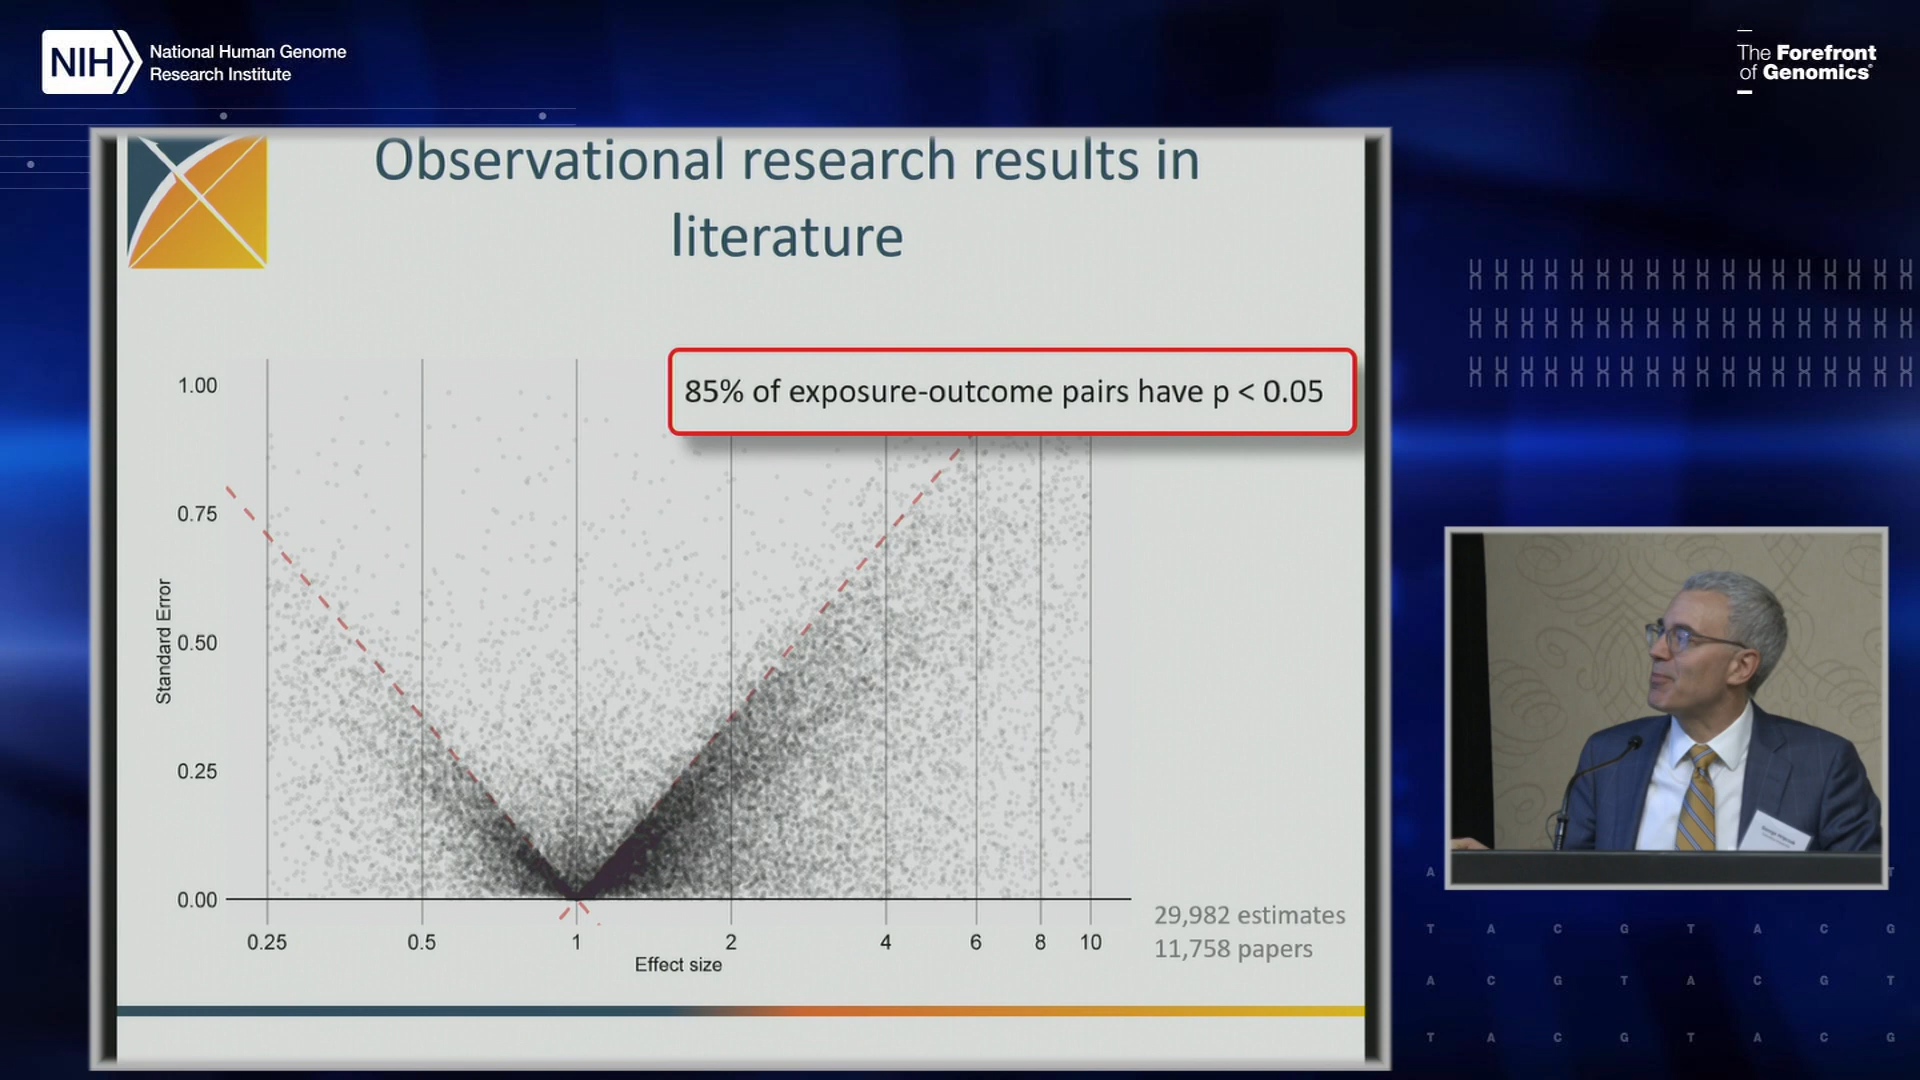 NIH
National Human Genome
Research Institute
The Forefront
of Genomics®
Observational research results in
literature
85% of exposure-outcome pairs have p < 0.05
1.00
0.75
0.50
0.25
0.00
Standard Error
0.25 0.5 1 2 4 6 8 10
Effect size
29,982 estimates
11,758 papers
A T
T A C G T A C G
A C G T A C G T
T A C G T A C G